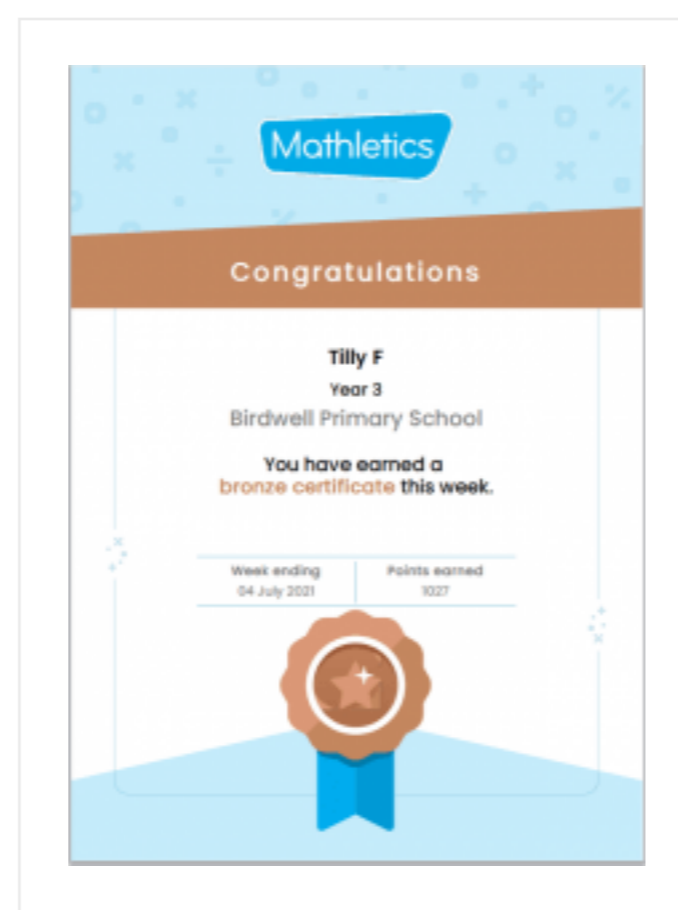 Mathletics
Congratulations
Tilly F
Year 3
Birdwell Primary School
You have earned a
bronze certificate this week.
Week ending
04 July 2021
Points earned
1027